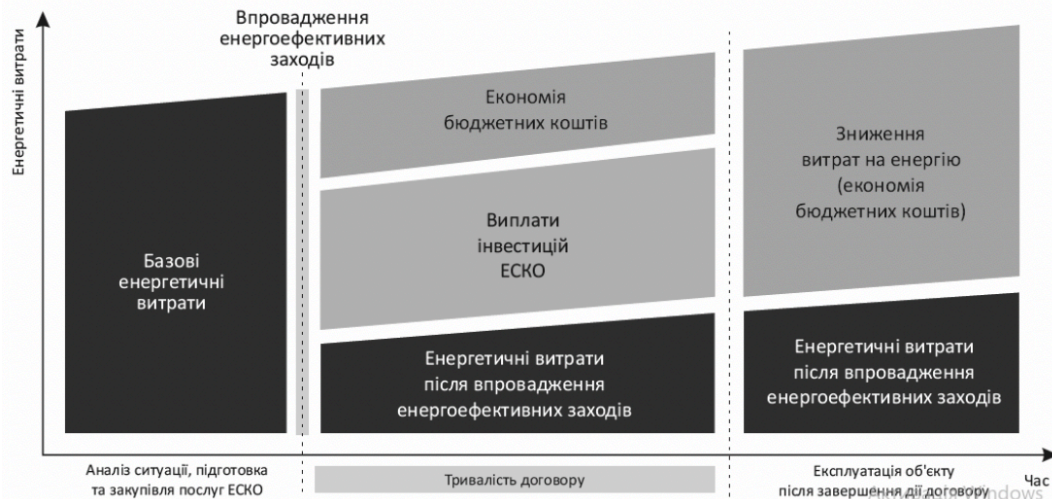 Впровадження
енергоефективних
заходів
Енергетичні витрати
Базові
енергетичні
витрати
Економія
бюджетних коштів
Виплати
інвестицій
ЕСКО
Енергетичні витрати
після впровадження
енергоефективних заходів
Зниження
витрат на енергію
(економія
бюджетних коштів)
Енергетичні витрати
після впровадження
енергоефективних заходів
Аналіз ситуації, підготовка
та закупівля послуг ЕСКО
Тривалість договору
Експлуатація об'єкту
після завершення дії договору
Час
Windows